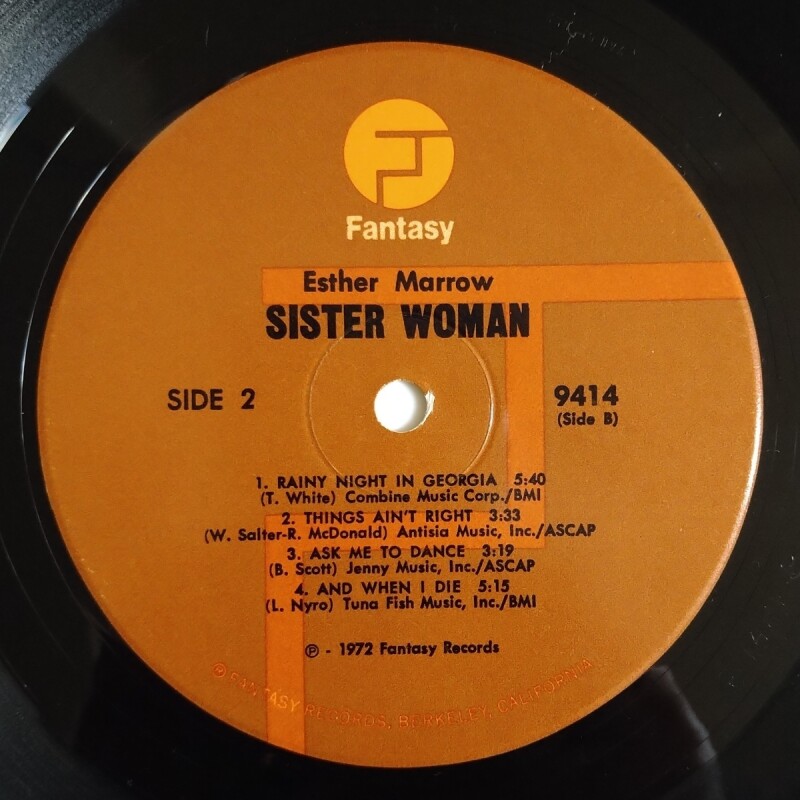 Fantasy
Esther Marrow
SISTER WOMAN
SIDE 2
9414
(Side B)
1. RAINY NIGHT IN GEORGIA 5:40
(T. White) Combine Music Corp./BMI
2. THINGS AIN'T RIGHT 3:33
(W. Salter-R. McDonald) Antisia Music, Inc./ASCAP
3. ASK ME TO DANCE 3:19
(B. Scott) Jenny Music, Inc./ASCAP
4. AND WHEN I DIE 5:15
(L. Nyro) Tuna Fish Music, Inc./BMI
℗ - 1972 Fantasy Records
℗ FANTASY RECORDS, BERKELEY, CALIFORNIA